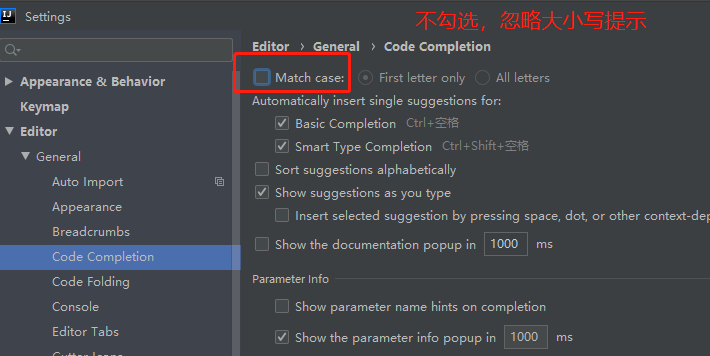 Settings
不勾选，忽略大小写提示
Editor › General › Code Completion
Match case: First letter only All letters
Automatically insert single suggestions for:
Basic Completion Ctrl+空格
Smart Type Completion Ctrl+Shift+空格
Sort suggestions alphabetically
Show suggestions as you type
Insert selected suggestion by pressing space, dot, or other context-dep
Show the documentation popup in 1000 ms
Parameter Info
Show parameter name hints on completion
Show the parameter info popup in 1000 ms
Appearance & Behavior
Keymap
Editor
General
Auto Import
Appearance
Breadcrumbs
Code Completion
Code Folding
Console
Editor Tabs
Gutter Icons